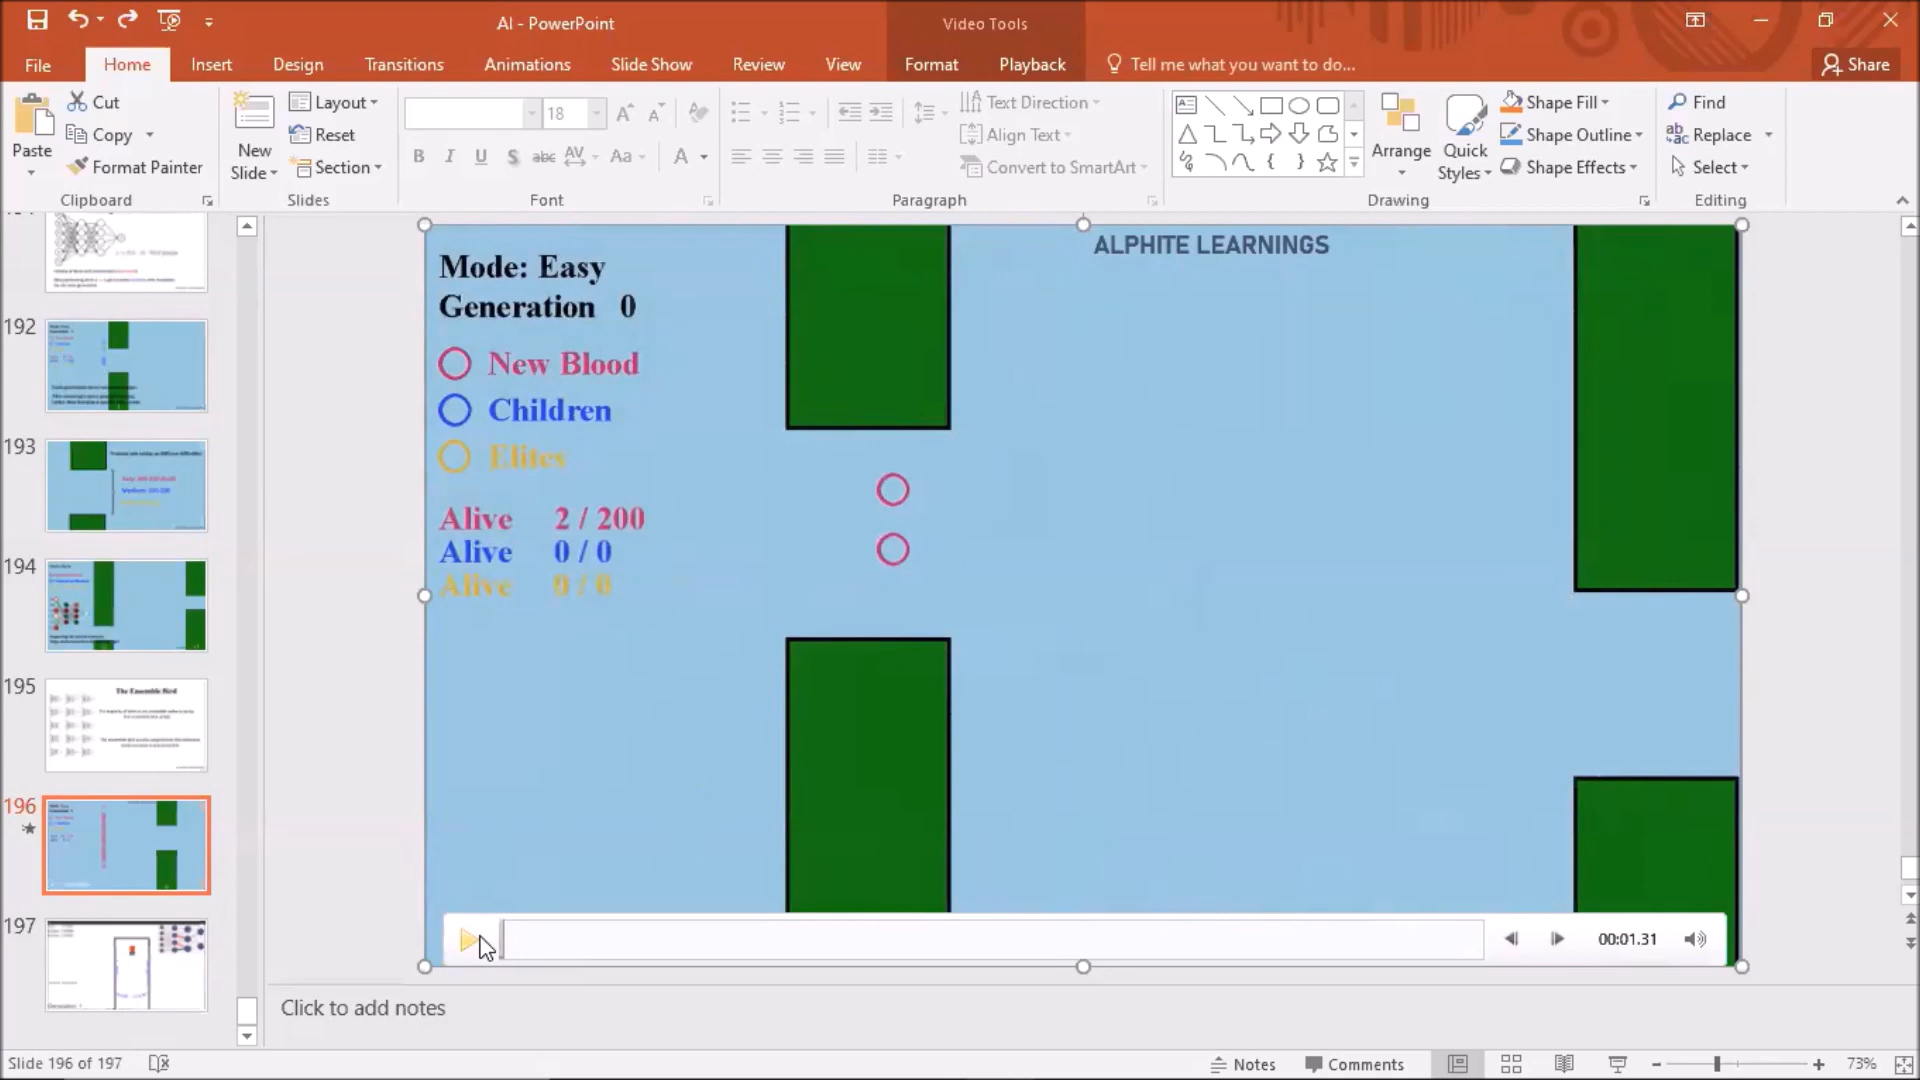 AI - PowerPoint
Video Tools
File
Home
Insert
Design
Transitions
Animations
Slide Show
Review
View
Format
Playback
Tell me what you want to do...
Share
Paste
Cut
Copy
Format Painter
Clipboard
New
Slide
Layout
Reset
Section
Slides
18
B I U S abc AV Aa A
Font
Text Direction
Align Text
Convert to SmartArt
Paragraph
Arrange
Quick
Styles
Shape Fill
Shape Outline
Shape Effects
Drawing
Find
Replace
Select
Editing
192
193
194
195
The Ensemble Bird
196
197
ALPHITE LEARNINGS
Mode: Easy
Generation 0
New Blood
Children
Elites
Alive 2 / 200
Alive 0 / 0
Alive 0 / 0
00:01.31
Click to add notes
Slide 196 of 197
Notes
Comments
73%